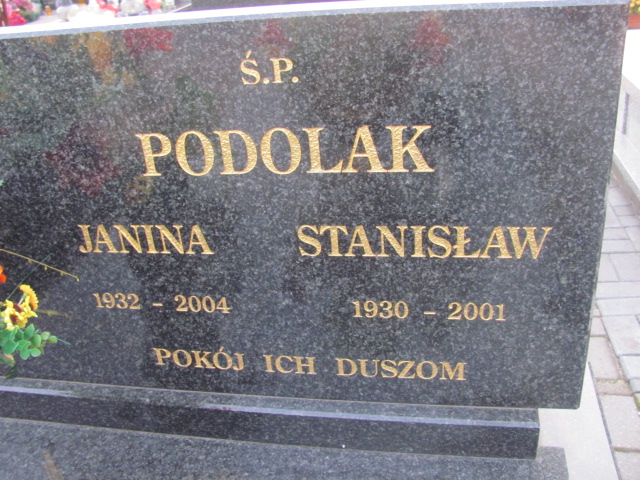 Ś.P.
PODOLAK
JANINA STANISŁAW
1932 - 2004 1930 - 2001
POKÓJ ICH DUSZOM